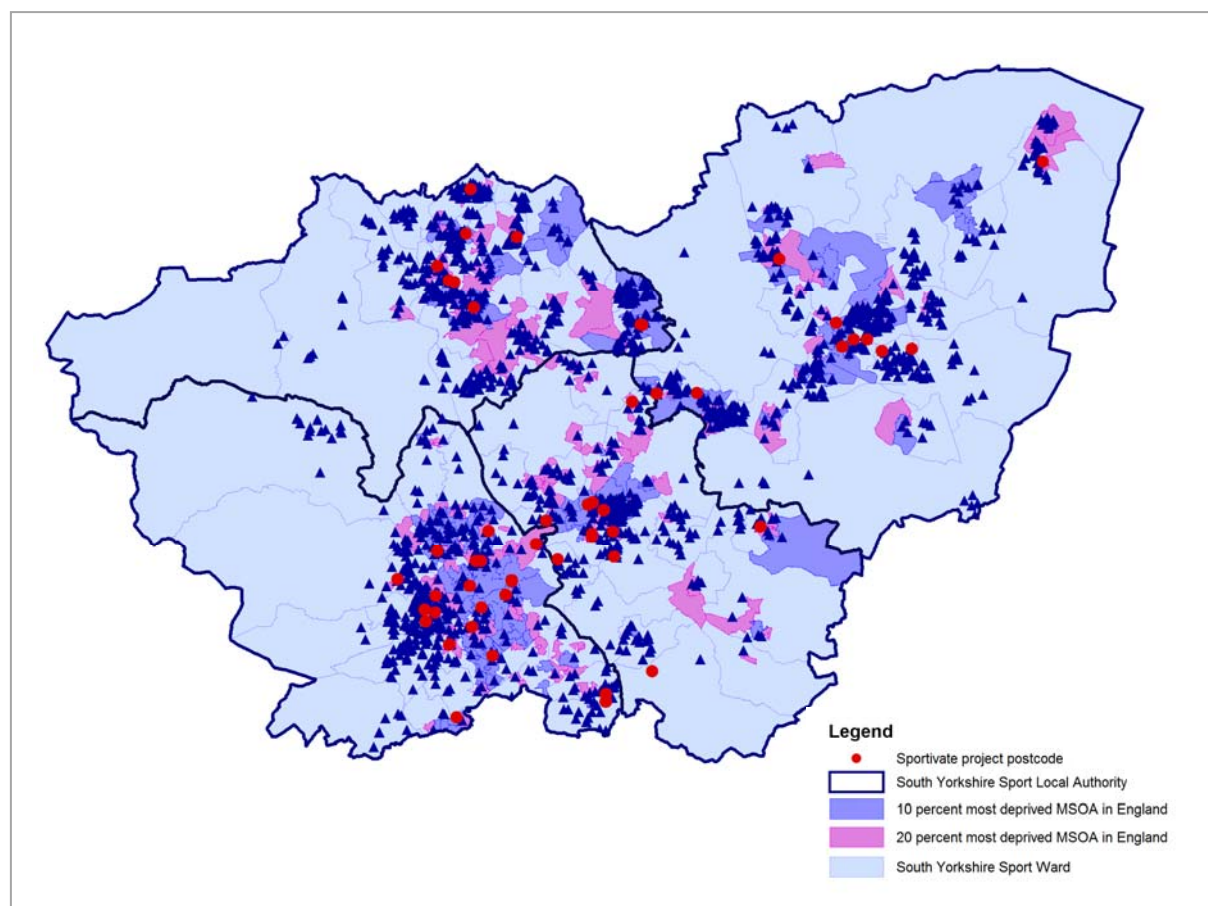 Legend
Sportivate project postcode
South Yorkshire Sport Local Authority
10 percent most deprived MSOA in England
20 percent most deprived MSOA in England
South Yorkshire Sport Ward